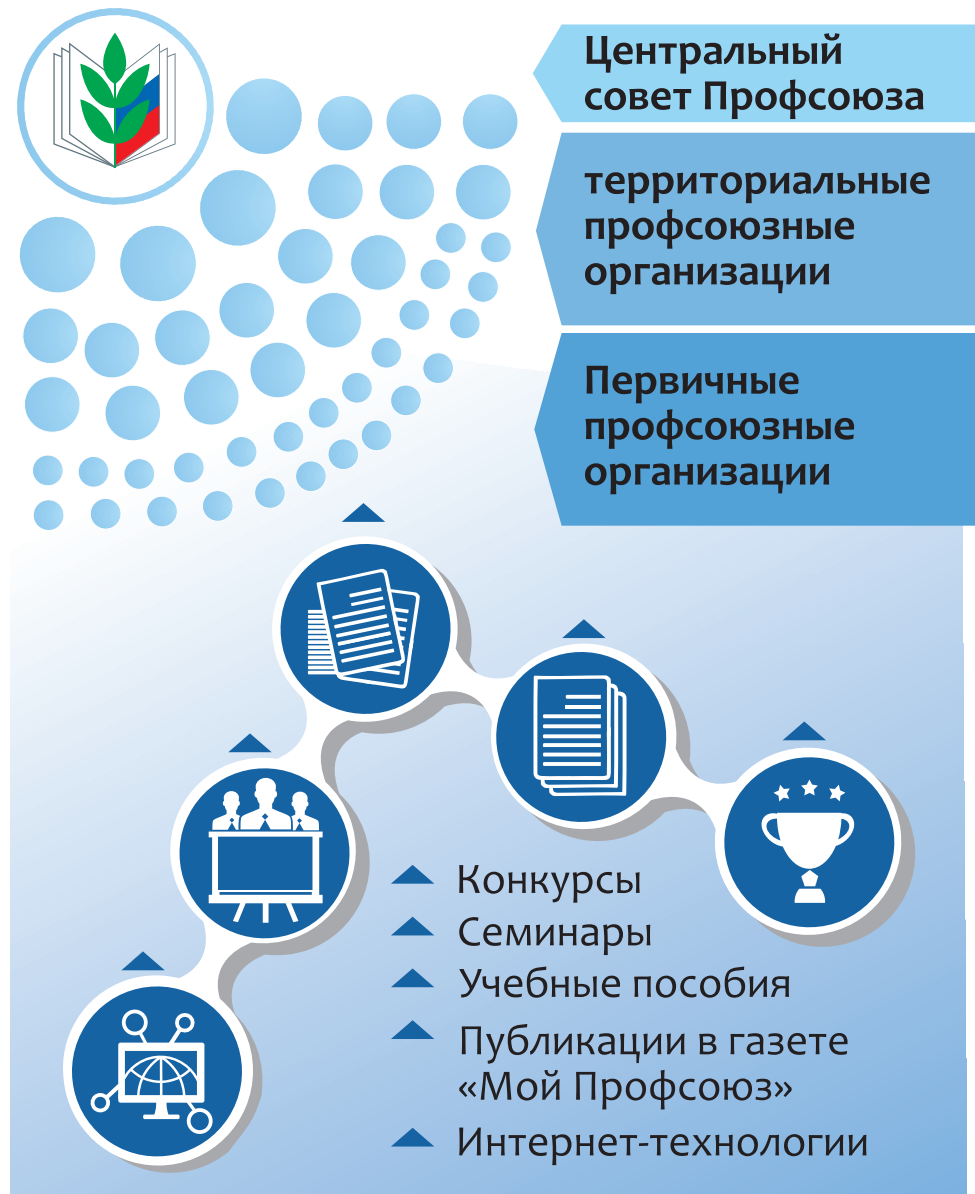 Центральный
совет Профсоюза
территориальные
профсоюзные
организации
Первичные
профсоюзные
организации
Конкурсы
Семинары
Учебные пособия
Публикации в газете
«Мой Профсоюз»
Интернет-технологии